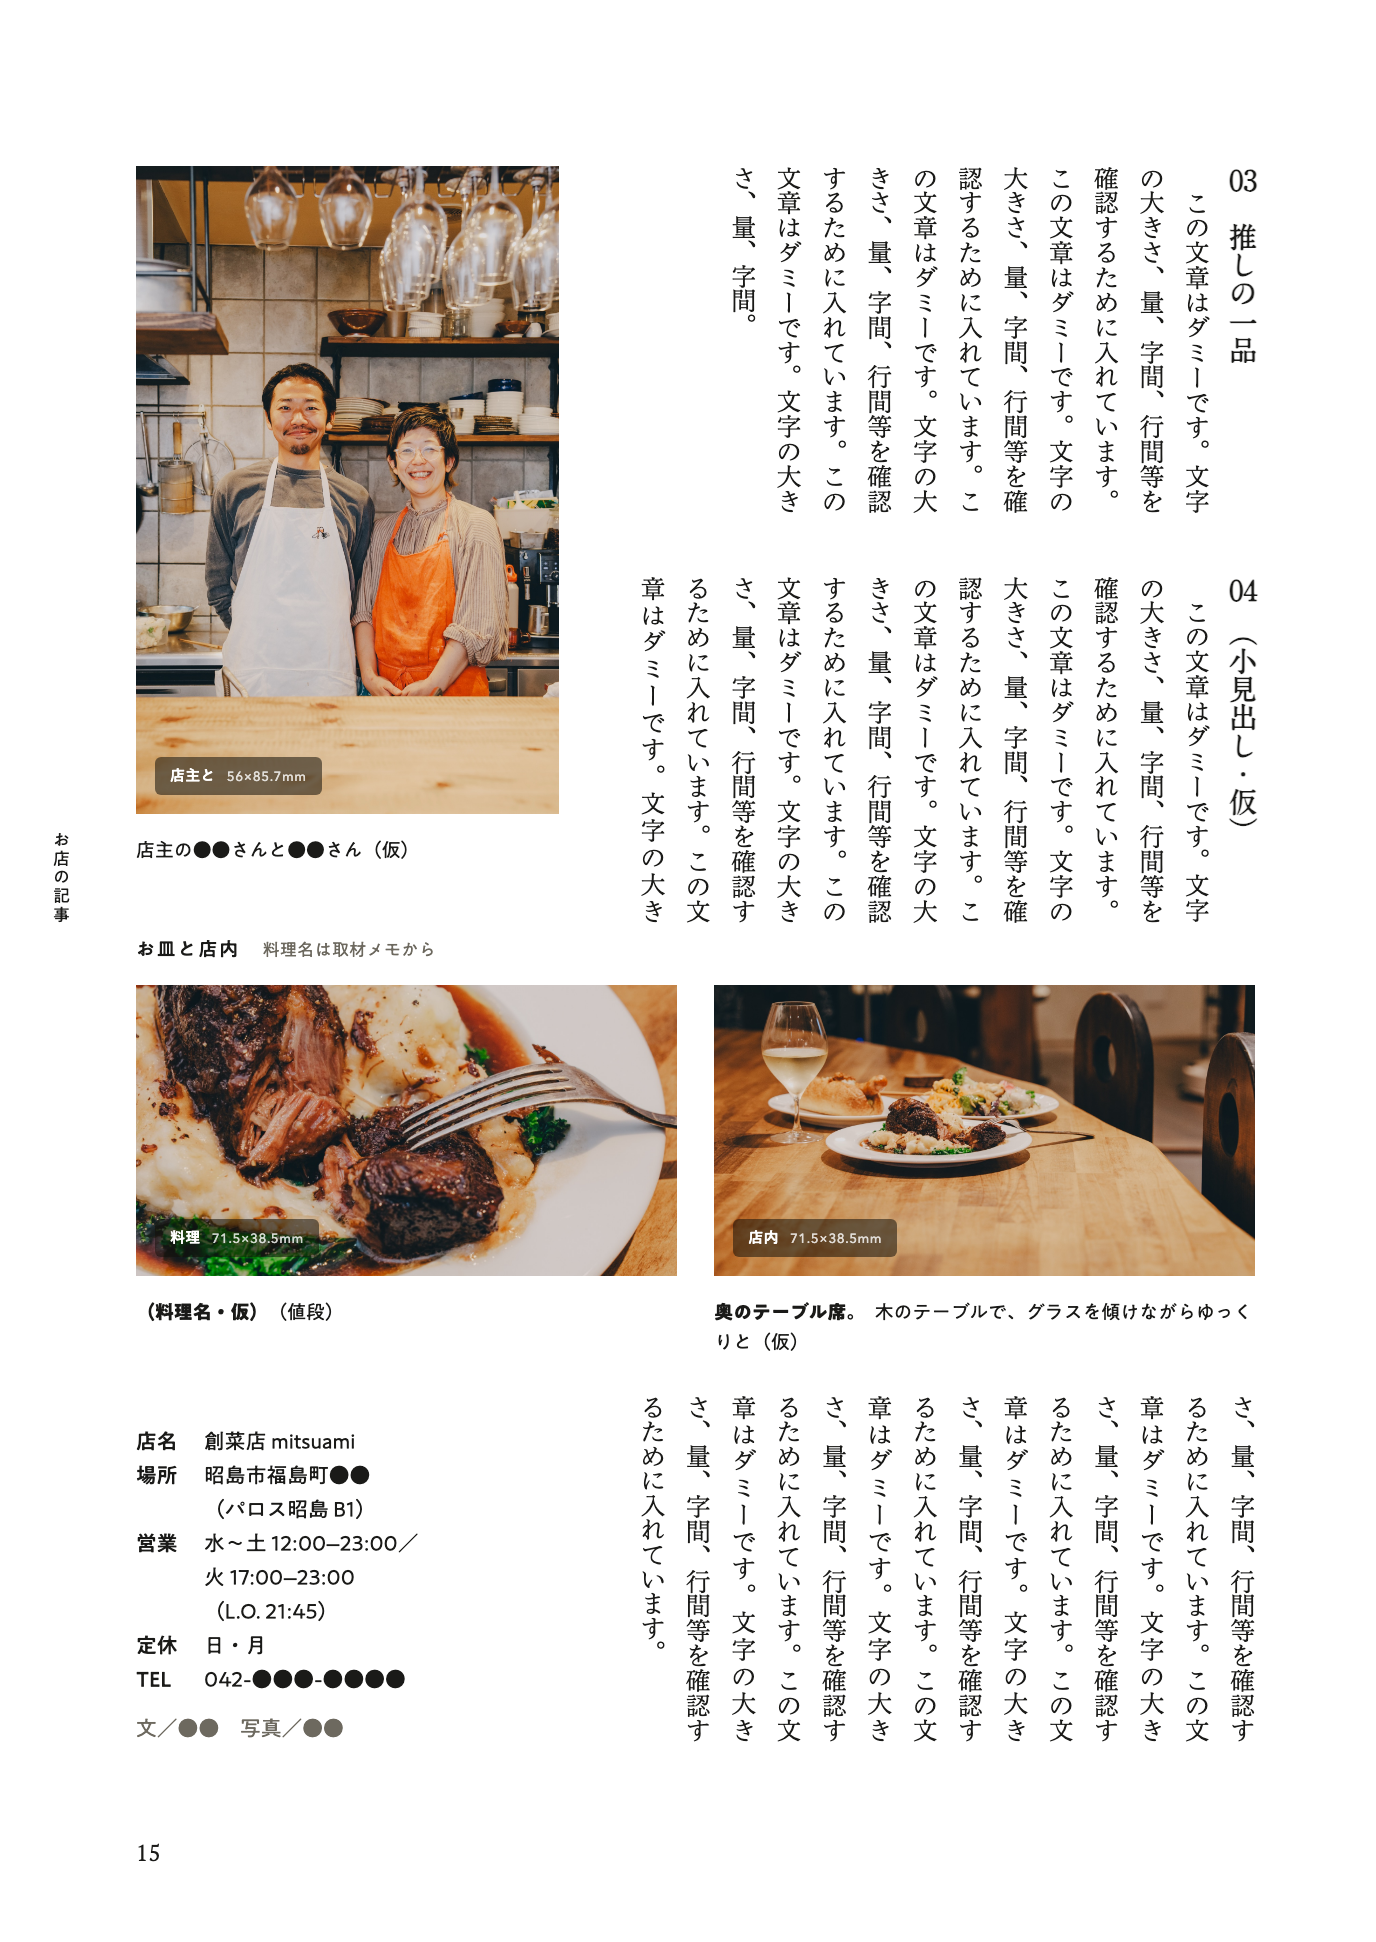 03　推しの一品
　この文章はダミーです。文字
の大きさ、量、字間、行間等を
確認するために入れています。
この文章はダミーです。文字の
大きさ、量、字間、行間等を確
認するために入れています。こ
の文章はダミーです。文字の大
きさ、量、字間、行間等を確認
するために入れています。この
文章はダミーです。文字の大き
さ、量、字間。
04　（小見出し・仮）
　この文章はダミーです。文字
の大きさ、量、字間、行間等を
確認するために入れています。
この文章はダミーです。文字の
大きさ、量、字間、行間等を確
認するために入れています。こ
の文章はダミーです。文字の大
きさ、量、字間、行間等を確認
するために入れています。この
文章はダミーです。文字の大き
さ、量、字間、行間等を確認す
るために入れています。この文
章はダミーです。文字の大き
さ、量、字間、行間等を確認す
るために入れています。この文
章はダミーです。文字の大き
さ、量、字間、行間等を確認す
るために入れています。この文
章はダミーです。文字の大き
さ、量、字間、行間等を確認す
るために入れています。この文
章はダミーです。文字の大き
さ、量、字間、行間等を確認す
るために入れています。この文
章はダミーです。文字の大き
さ、量、字間、行間等を確認す
るために入れています。
店主と 56×85.7mm
店主の●●さんと●●さん（仮）
お店の記事
お皿と店内　料理名は取材メモから
料理 71.5×38.5mm
（料理名・仮）（値段）
店内 71.5×38.5mm
奥のテーブル席。　木のテーブルで、グラスを傾けながらゆっく
りと（仮）
店名　創菜店 mitsuami
場所　昭島市福島町●●
（パロス昭島 B1）
営業　水～土 12:00–23:00／
火 17:00–23:00
（L.O. 21:45）
定休　日・月
TEL　042-●●●-●●●●
文／●●　写真／●●
15